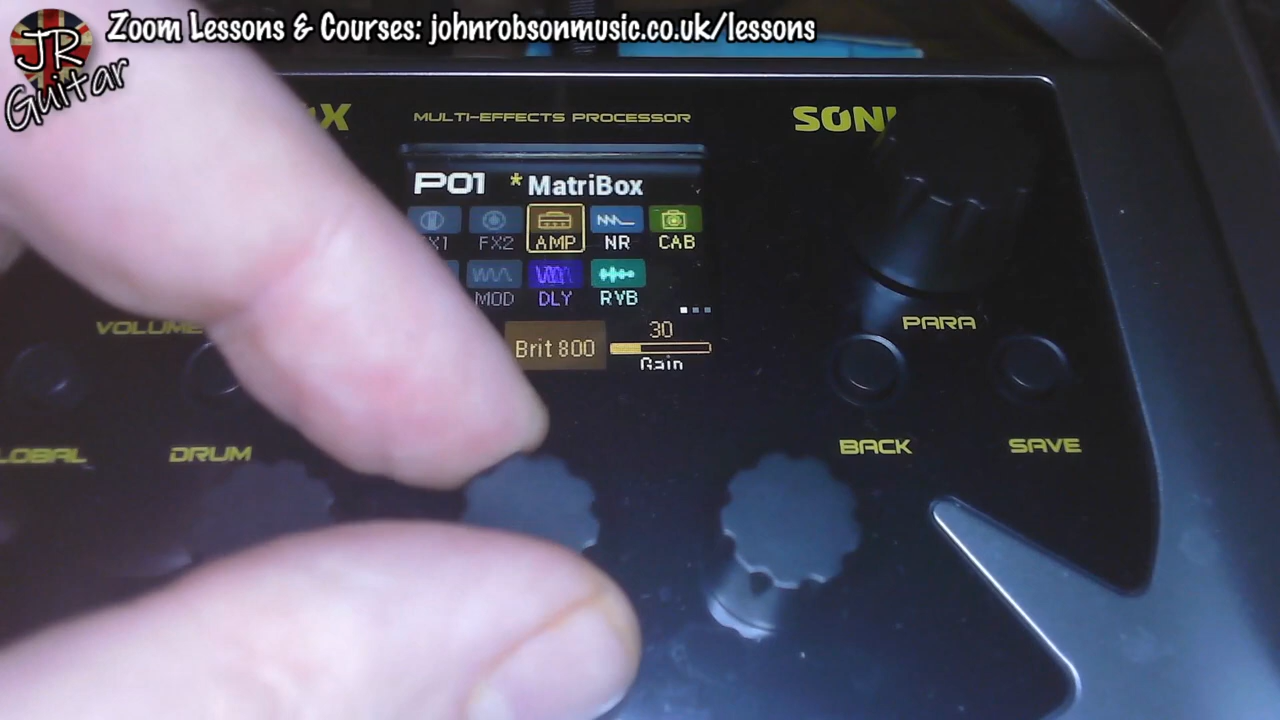 JR
Guitar
Zoom Lessons & Courses: johnrobsonmusic.co.uk/lessons
MULTI-EFFECTS PROCESSOR
P01 *MatriBox
FX2 AMP NR CAB
MOD DLY RVB
Brit 800
30
Gain
VOLUME
PARA
DRUM
BACK
SAVE